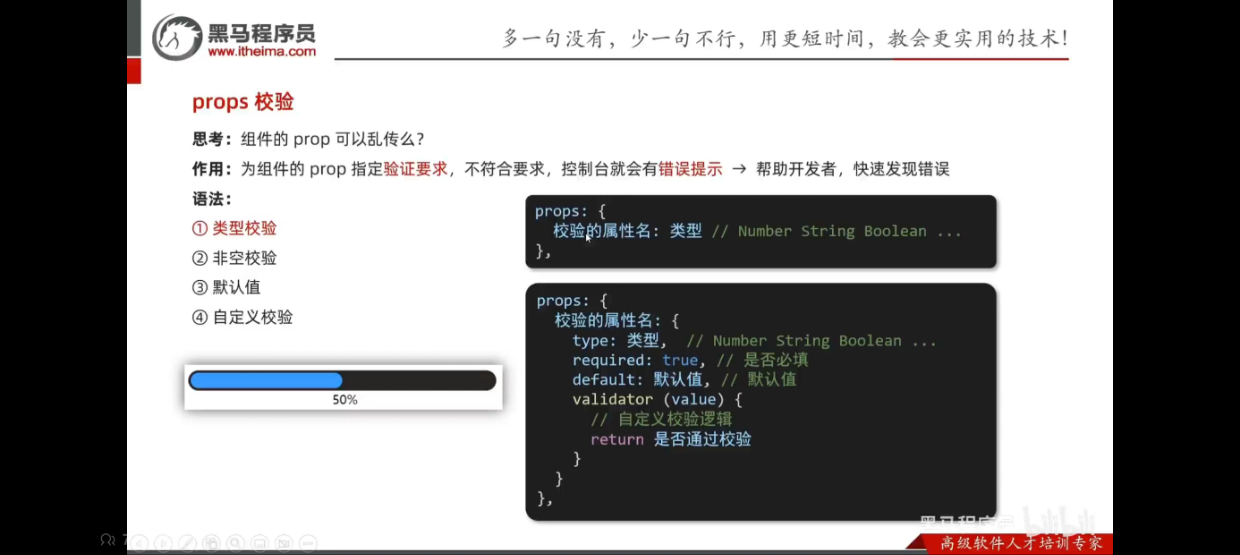 黑马程序员
www.itheima.com
多一句没有，少一句不行，用更短时间，教会更实用的技术！
props 校验
思考：组件的 prop 可以乱传么？
作用：为组件的 prop 指定验证要求，不符合要求，控制台就会有错误提示 → 帮助开发者，快速发现错误
语法：
① 类型校验
② 非空校验
③ 默认值
④ 自定义校验
50%
props: {
校验的属性名: 类型 // Number String Boolean ...
},
props: {
校验的属性名: {
type: 类型, // Number String Boolean ...
required: true, // 是否必填
default: 默认值, // 默认值
validator (value) {
// 自定义校验逻辑
return 是否通过校验
}
}
},
黑马程序员 bilibili
高级软件人才培训专家